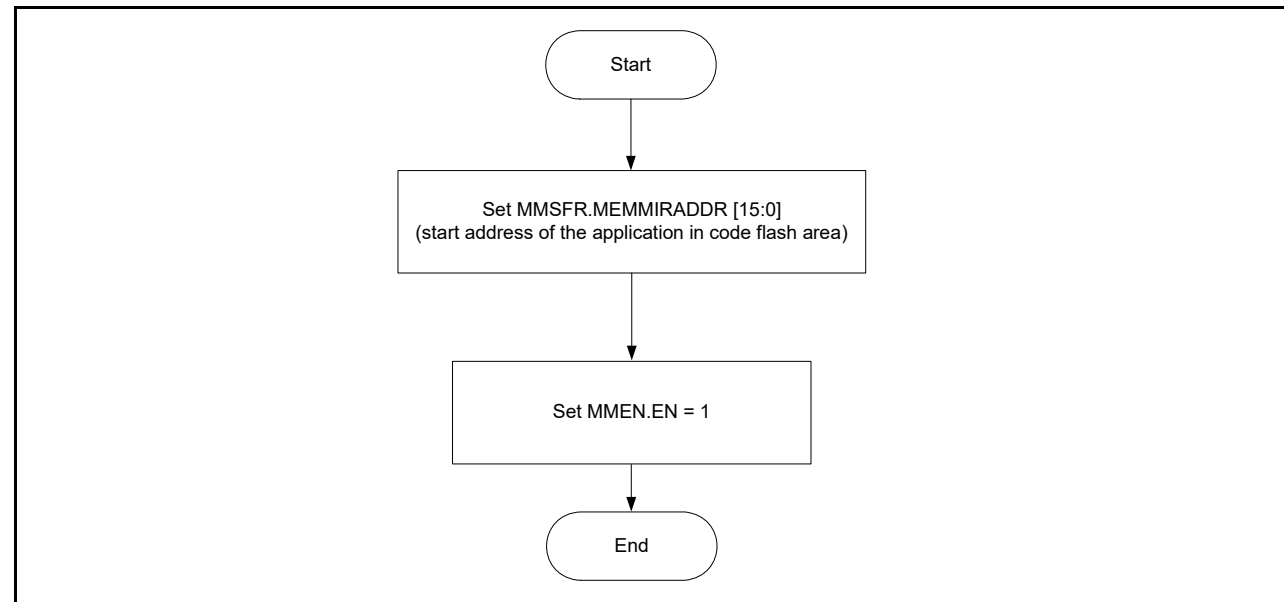 Start
Set MMSFR.MEMMIRADDR [15:0]
(start address of the application in code flash area)
Set MMEN.EN = 1
End